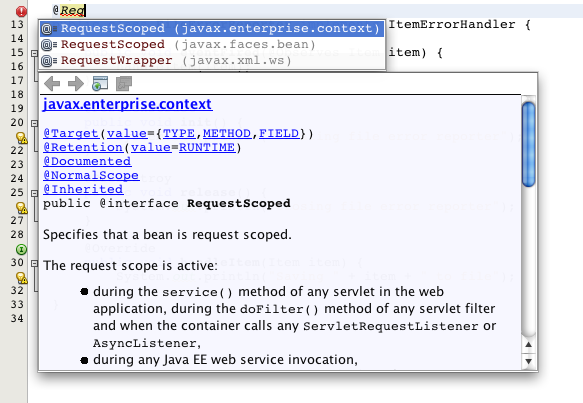 @Req
13 ItemErrorHandler {
@ RequestScoped (javax.enterprise.context)
14
@ RequestScoped (javax.faces.bean)
15 item) {
16
@ RequestWrapper (javax.xml.ws)
17
18
javax.enterprise.context
19
20
@Target(value={TYPE,METHOD,FIELD})
22
@Retention(value=RUNTIME)
23
@Documented
24
@NormalScope
25
@Inherited
public @interface RequestScoped
27
28
Specifies that a bean is request scoped.
30
The request scope is active:
32
during the service() method of any servlet in the web
33
application, during the doFilter() method of any servlet filter
34
and when the container calls any ServletRequestListener or
AsyncListener,
during any Java EE web service invocation,